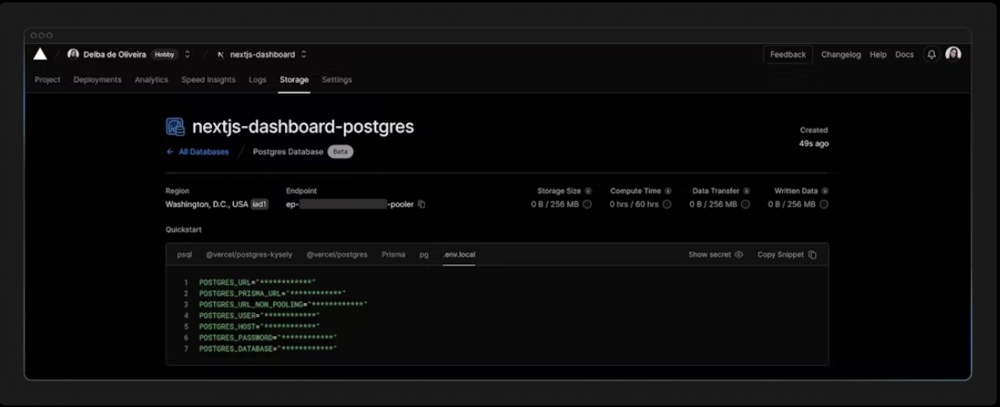 Delba de Oliveira Hobby nextjs-dashboard Feedback Changelog Help Docs
Project Deployments Analytics Speed Insights Logs Storage Settings
nextjs-dashboard-postgres
Created
49s ago
← All Databases / Postgres Database Beta
Region Endpoint Storage Size Compute Time Data Transfer Written Data
Washington, D.C., USA iad1 ep- -pooler 0 B / 256 MB 0 hrs / 60 hrs 0 B / 256 MB 0 B / 256 MB
Quickstart
psql @vercel/postgres-kysely @vercel/postgres Prisma pg .env.local Show secret Copy Snippet
1 POSTGRES_URL="************"
2 POSTGRES_PRISMA_URL="************"
3 POSTGRES_URL_NON_POOLING="************"
4 POSTGRES_USER="************"
5 POSTGRES_HOST="************"
6 POSTGRES_PASSWORD="************"
7 POSTGRES_DATABASE="************"